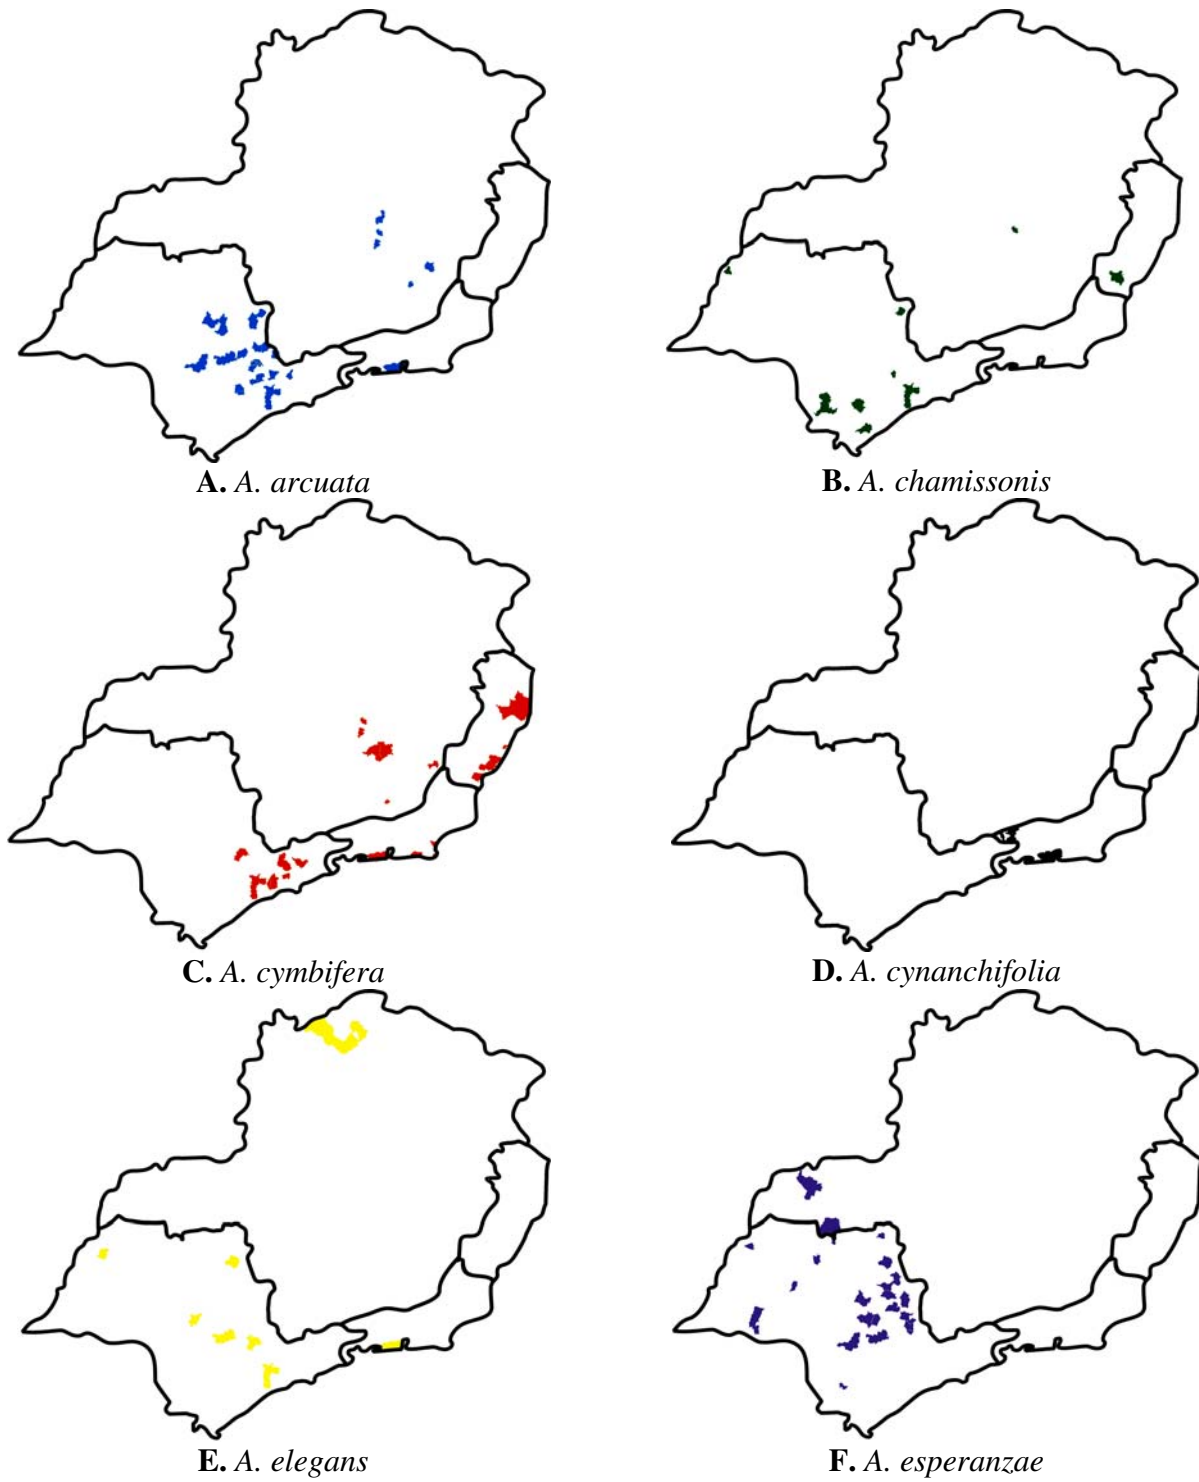 A. A. arcuata
B. A. chamissonis
C. A. cymbifera
D. A. cynanchifolia
E. A. elegans
F. A. esperanzae